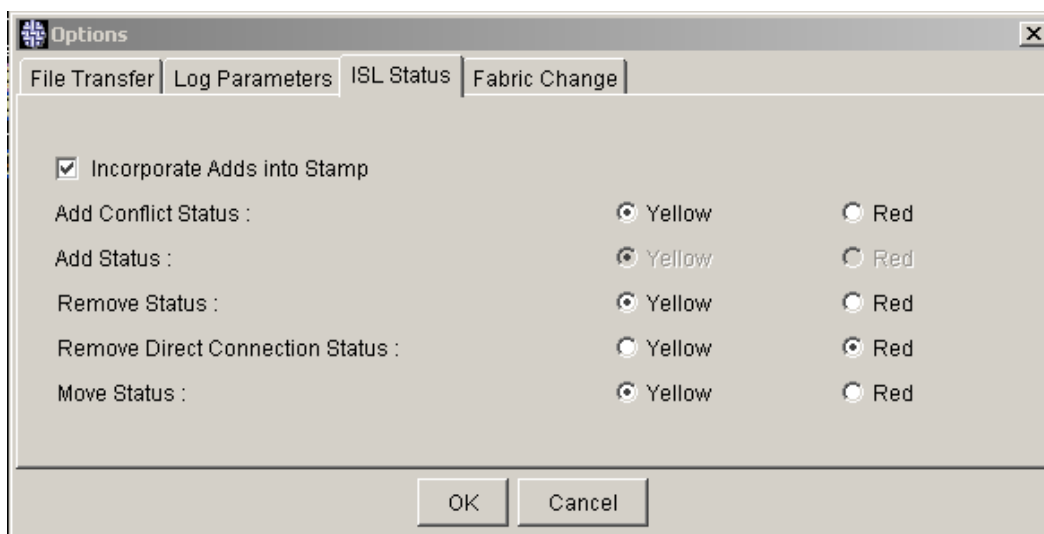 Options
File Transfer Log Parameters ISL Status Fabric Change
Incorporate Adds into Stamp
Add Conflict Status : Yellow Red
Add Status : Yellow Red
Remove Status : Yellow Red
Remove Direct Connection Status : Yellow Red
Move Status : Yellow Red
OK Cancel